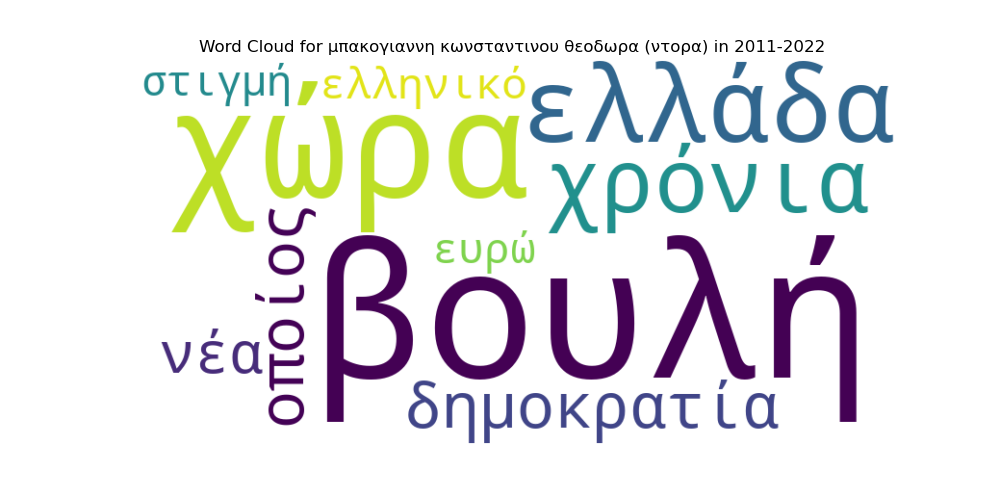 Word Cloud for μπακογιαννη κωνσταντινου θεοδωρα (ντορα) in 2011-2022
στιγμή
ελληνικό
ελλάδα
χώρα
χρόνια
οποίος
ευρώ
βουλή
νέα
δημοκρατία